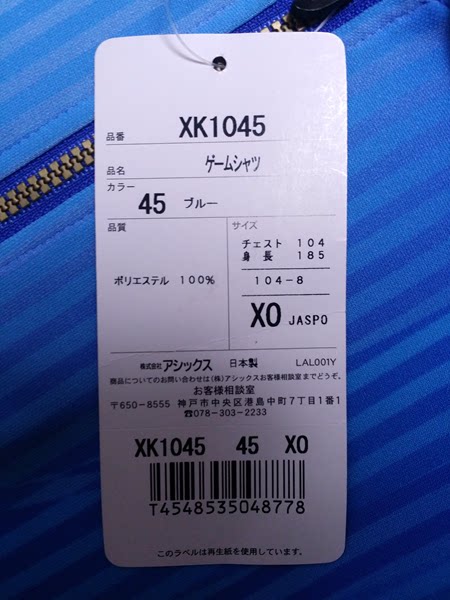 品番 XK1045
品名 ゲームシャツ
カラー
45 ブルー
品質 サイズ
チェスト 104
身長 185
ポリエステル 100% 104-8
XO JASPO
株式会社アシックス 日本製 LAL001Y
商品についてのお問い合わせは(株)アシックスお客様相談室までどうぞ。
お客様相談室
〒650-8555 神戸市中央区港島中町7丁目1番1
☎078-303-2233
XK1045 45 XO
T4548535048778
このラベルは再生紙を使用しています。